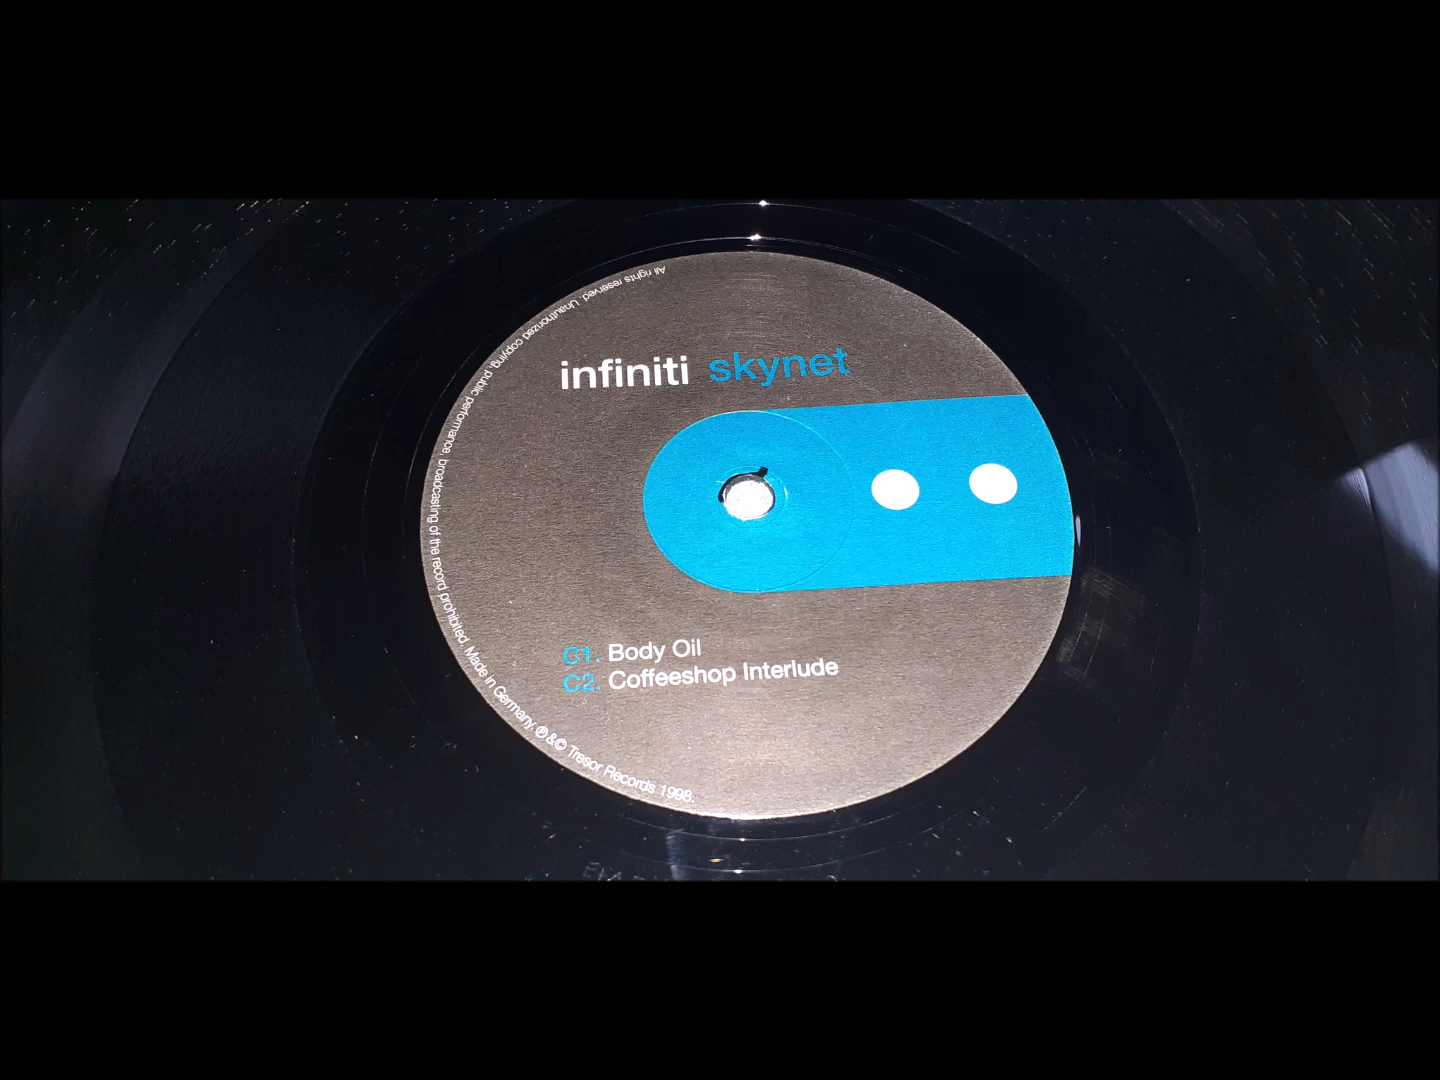 infiniti skynet
C1. Body Oil
C2. Coffeeshop Interlude
All rights reserved. Unauthorized copying, public performance, broadcasting of the record prohibited. Made in Germany. ℗ & © Tresor Records 1998.